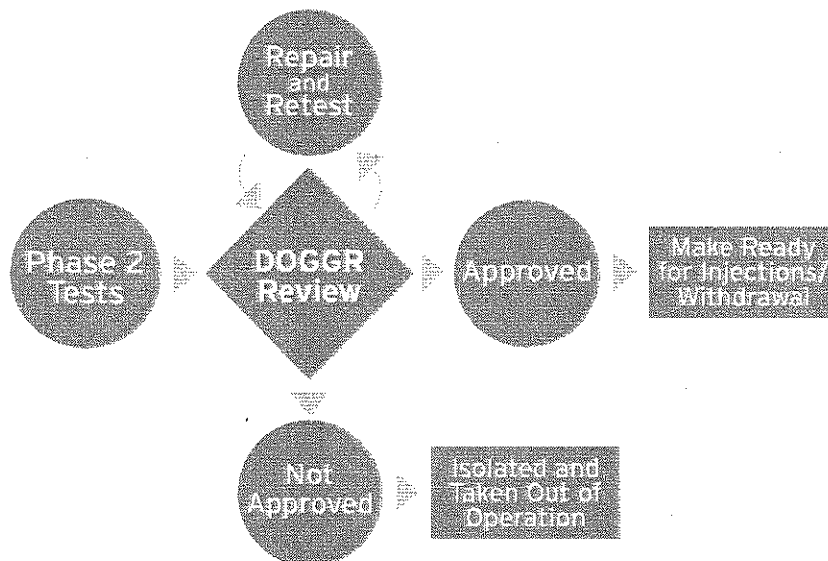 Repair
and
Retest
Phase 2
Tests
DOGGR
Review
Approved
Make Ready
for Injections/
Withdrawal
Not
Approved
Isolated and
Taken Out of
Operation